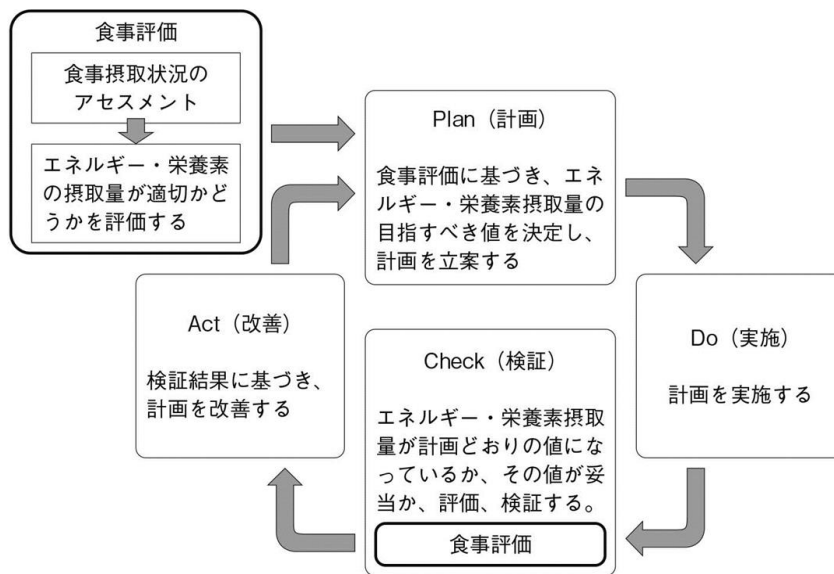 食事評価
食事摂取状況の
アセスメント
エネルギー・栄養素
の摂取量が適切かど
うかを評価する
Plan（計画）
食事評価に基づき、エネ
ルギー・栄養素摂取量の
目指すべき値を決定し、
計画を立案する
Do（実施）
計画を実施する
Check（検証）
エネルギー・栄養素摂取
量が計画どおりの値にな
っているか、その値が妥
当か、評価、検証する。
食事評価
Act（改善）
検証結果に基づき、
計画を改善する